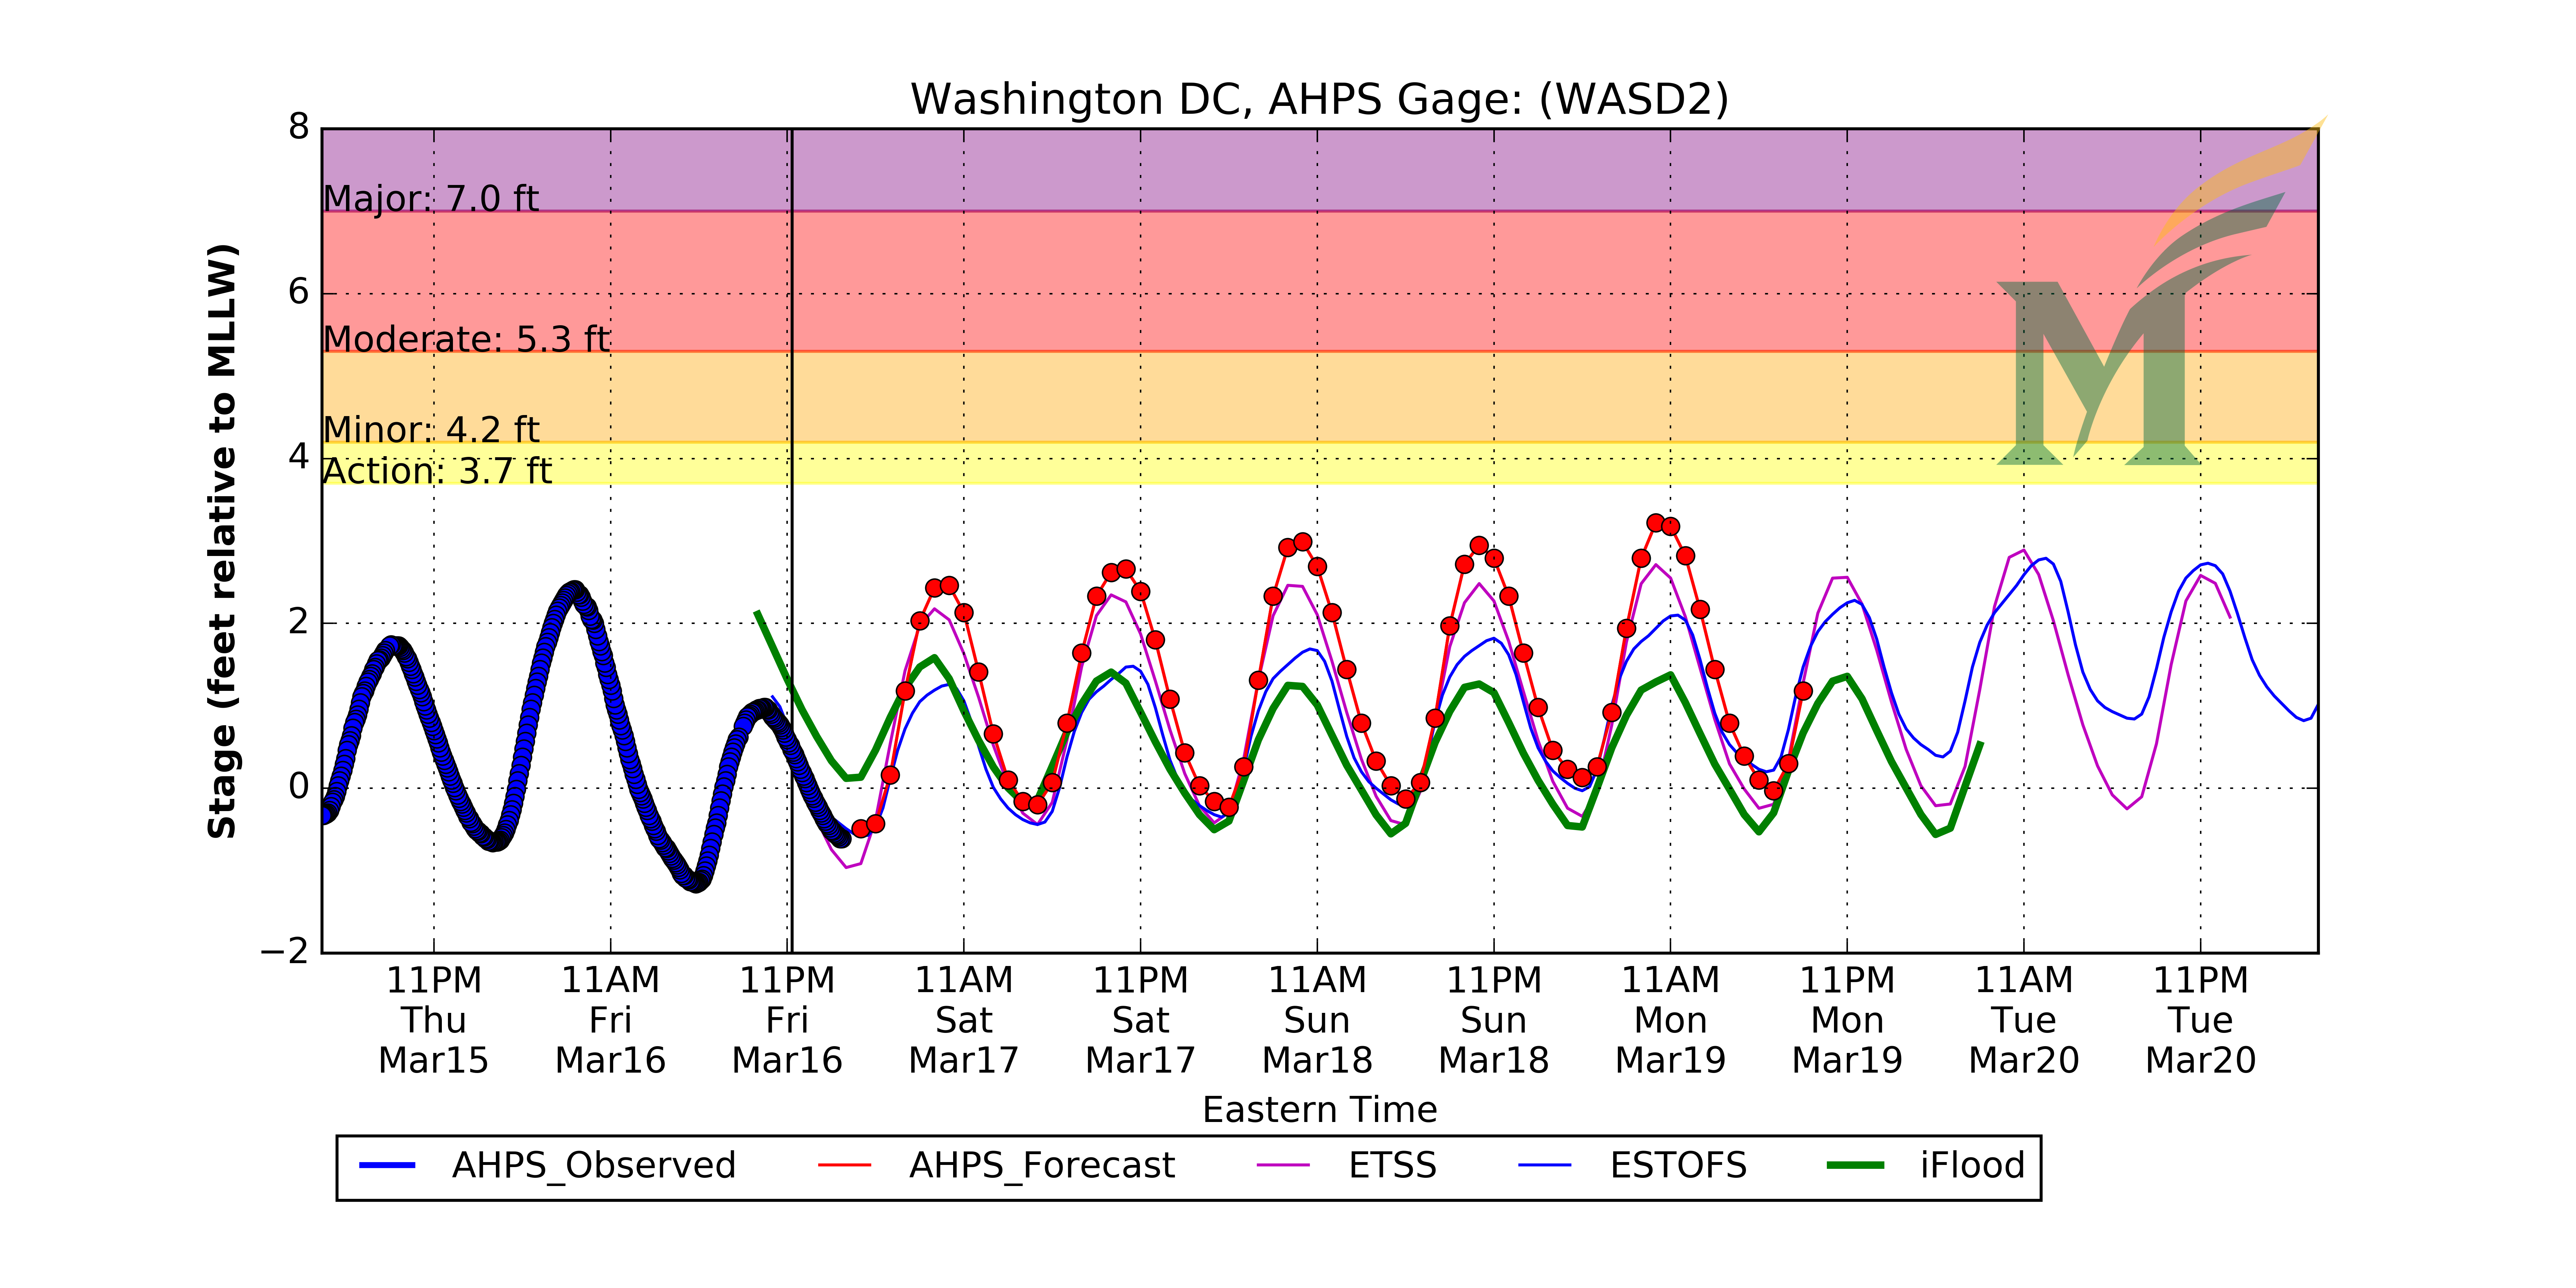 Washington DC, AHPS Gage: (WASD2)
Stage (feet relative to MLLW)
8
6
4
2
0
−2
Major: 7.0 ft
Moderate: 5.3 ft
Minor: 4.2 ft
Action: 3.7 ft
11PM 11AM 11PM 11AM 11PM 11AM 11PM 11AM 11PM 11AM 11PM
Thu Fri Fri Sat Sat Sun Sun Mon Mon Tue Tue
Mar15 Mar16 Mar16 Mar17 Mar17 Mar18 Mar18 Mar19 Mar19 Mar20 Mar20
Eastern Time
AHPS_Observed AHPS_Forecast ETSS ESTOFS iFlood
M